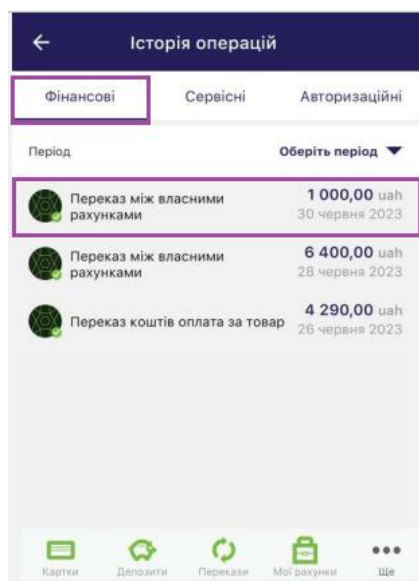 Історія операцій
Фінансові Сервісні Авторизаційні
Період Оберіть період
Переказ між власними 1 000,00 uah
рахунками 30 червня 2023
Переказ між власними 6 400,00 uah
рахунками 28 червня 2023
4 290,00 uah
Переказ коштів оплата за товар
26 червня 2023
Картки Депозити Перекази Мої рахунки Ще